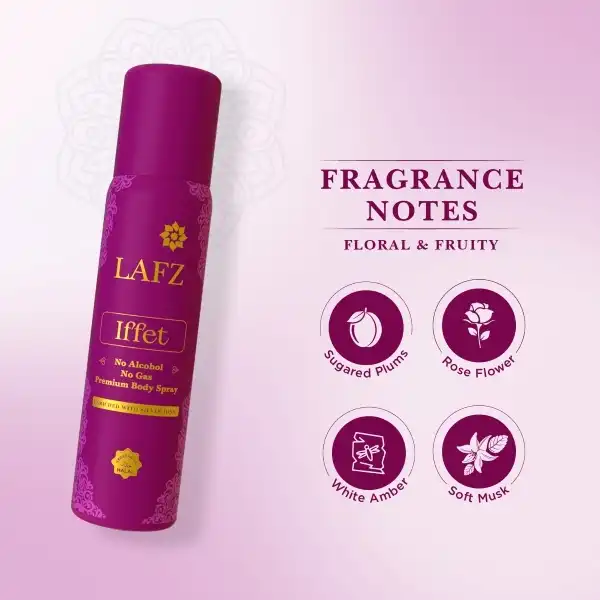 LAFZ
Iffet
No Alcohol
No Gas
Premium Body Spray
HALAL
FRAGRANCE
NOTES
FLORAL & FRUITY
Sugared Plums
Rose Flower
White Amber
Soft Musk